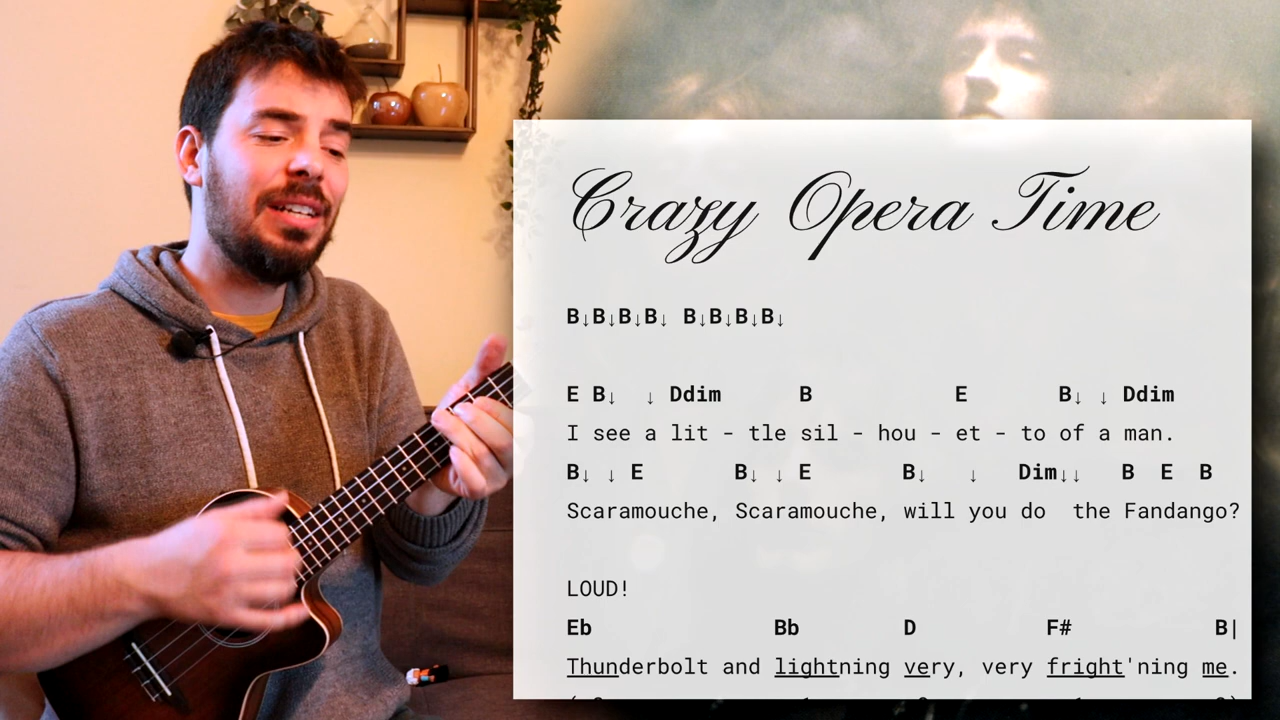 Crazy Opera Time
B↓B↓B↓B↓ B↓B↓B↓B↓
E B↓ ↓ Ddim B E B↓ ↓ Ddim
I see a lit - tle sil - hou - et - to of a man.
B↓ ↓ E B↓ ↓ E B↓ ↓ Dim↓↓ B E B
Scaramouche, Scaramouche, will you do the Fandango?
LOUD!
Eb Bb D F# B|
Thunderbolt and lightning very, very fright'ning me.